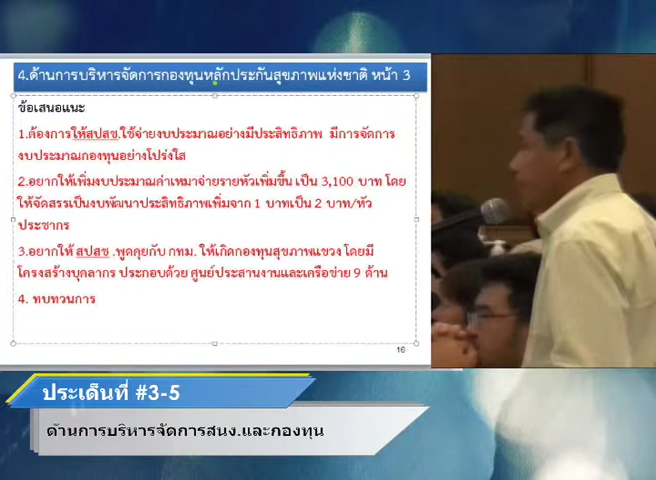 4.ด้านการบริหารจัดการกองทุนหลักประกันสุขภาพแห่งชาติ หน้า 3
ข้อเสนอแนะ
1.ต้องการให้สปสช.ใช้จ่ายงบประมาณอย่างมีประสิทธิภาพ มีการจัดการ
งบประมาณกองทุนอย่างโปร่งใส
2.อยากให้เพิ่มงบประมาณค่าเหมาจ่ายรายหัวเพิ่มขึ้น เป็น 3,100 บาท โดย
ให้จัดสรรเป็นงบพัฒนาประสิทธิภาพเพิ่มจาก 1 บาทเป็น 2 บาท/หัว
ประชากร
3.อยากให้ สปสช .พูดคุยกับ กทม. ให้เกิดกองทุนสุขภาพแขวง โดยมี
โครงสร้างบุคลากร ประกอบด้วย ศูนย์ประสานงานและเครือข่าย 9 ด้าน
4. ทบทวนการ
16
ประเด็นที่ #3-5
ด้านการบริหารจัดการสนง.และกองทุน